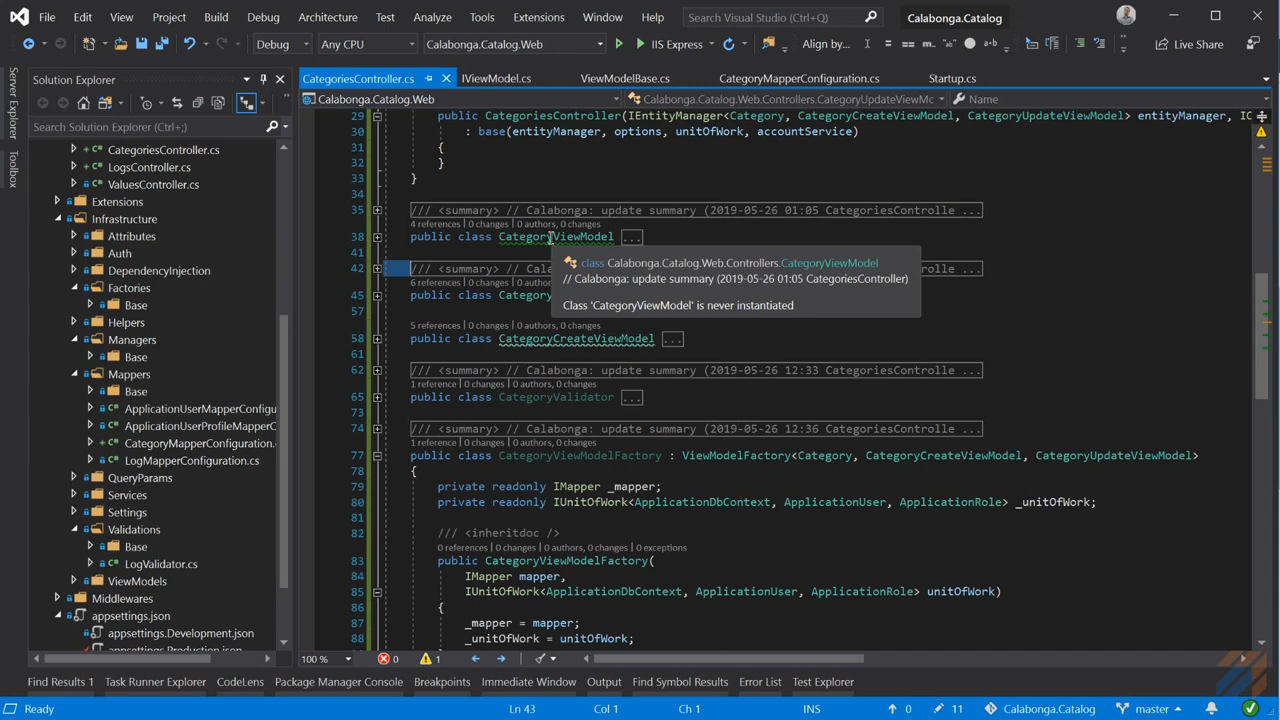 File Edit View Project Build Debug Architecture Test Analyze Tools Extensions Window Help Search Visual Studio (Ctrl+Q) Calabonga.Catalog
Debug Any CPU Calabonga.Catalog.Web IIS Express Align by... Live Share
Server Explorer
Toolbox
Solution Explorer
Search Solution Explorer (Ctrl+;)
CategoriesController.cs
LogsController.cs
ValuesController.cs
Extensions
Infrastructure
Attributes
Auth
DependencyInjection
Factories
Base
Helpers
Managers
Base
Mappers
Base
ApplicationUserMapperConfigu
ApplicationUserProfileMapperC
CategoryMapperConfiguration.
LogMapperConfiguration.cs
QueryParams
Services
Settings
Validations
Base
LogValidator.cs
ViewModels
Middlewares
appsettings.json
appsettings.Development.json
appsettings.Production.json
CategoriesController.cs IViewModel.cs ViewModelBase.cs CategoryMapperConfiguration.cs Startup.cs
Calabonga.Catalog.Web Calabonga.Catalog.Web.Controllers.CategoryUpdateViewMc Name
29 public CategoriesController(IEntityManager<Category, CategoryCreateViewModel, CategoryUpdateViewModel> entityManager, IC
30 : base(entityManager, options, unitOfWork, accountService)
31 {
32 }
33 }
34
35 /// <summary> // Calabonga: update summary (2019-05-26 01:05 CategoriesControlle ...
4 references | 0 changes | 0 authors, 0 changes
38 public class CategoryViewModel ...
41
42 /// <summary> // Cala
6 references | 0 changes | 0 au
45 public class Category
57
class Calabonga.Catalog.Web.Controllers.CategoryViewModel
// Calabonga: update summary (2019-05-26 01:05 CategoriesController)
Class 'CategoryViewModel' is never instantiated
ategoriesControlle ...
5 references | 0 changes | 0 authors, 0 changes
58 public class CategoryCreateViewModel ...
61
62 /// <summary> // Calabonga: update summary (2019-05-26 12:33 CategoriesControlle ...
1 reference | 0 changes | 0 authors, 0 changes
65 public class CategoryValidator ...
73
74 /// <summary> // Calabonga: update summary (2019-05-26 12:36 CategoriesControlle ...
1 reference | 0 changes | 0 authors, 0 changes
77 public class CategoryViewModelFactory : ViewModelFactory<Category, CategoryCreateViewModel, CategoryUpdateViewModel>
78 {
79 private readonly IMapper _mapper;
80 private readonly IUnitOfWork<ApplicationDbContext, ApplicationUser, ApplicationRole> _unitOfWork;
81
82 /// <inheritdoc />
0 references | 0 changes | 0 authors, 0 changes | 0 exceptions
83 public CategoryViewModelFactory(
84 IMapper mapper,
85 IUnitOfWork<ApplicationDbContext, ApplicationUser, ApplicationRole> unitOfWork)
86 {
87 _mapper = mapper;
88 _unitOfWork = unitOfWork;
100 % 0 1
Find Results 1 Task Runner Explorer CodeLens Package Manager Console Breakpoints Immediate Window Output Find Symbol Results Error List Test Explorer
Ready Ln 43 Col 1 Ch 1 INS 0 11 Calabonga.Catalog master